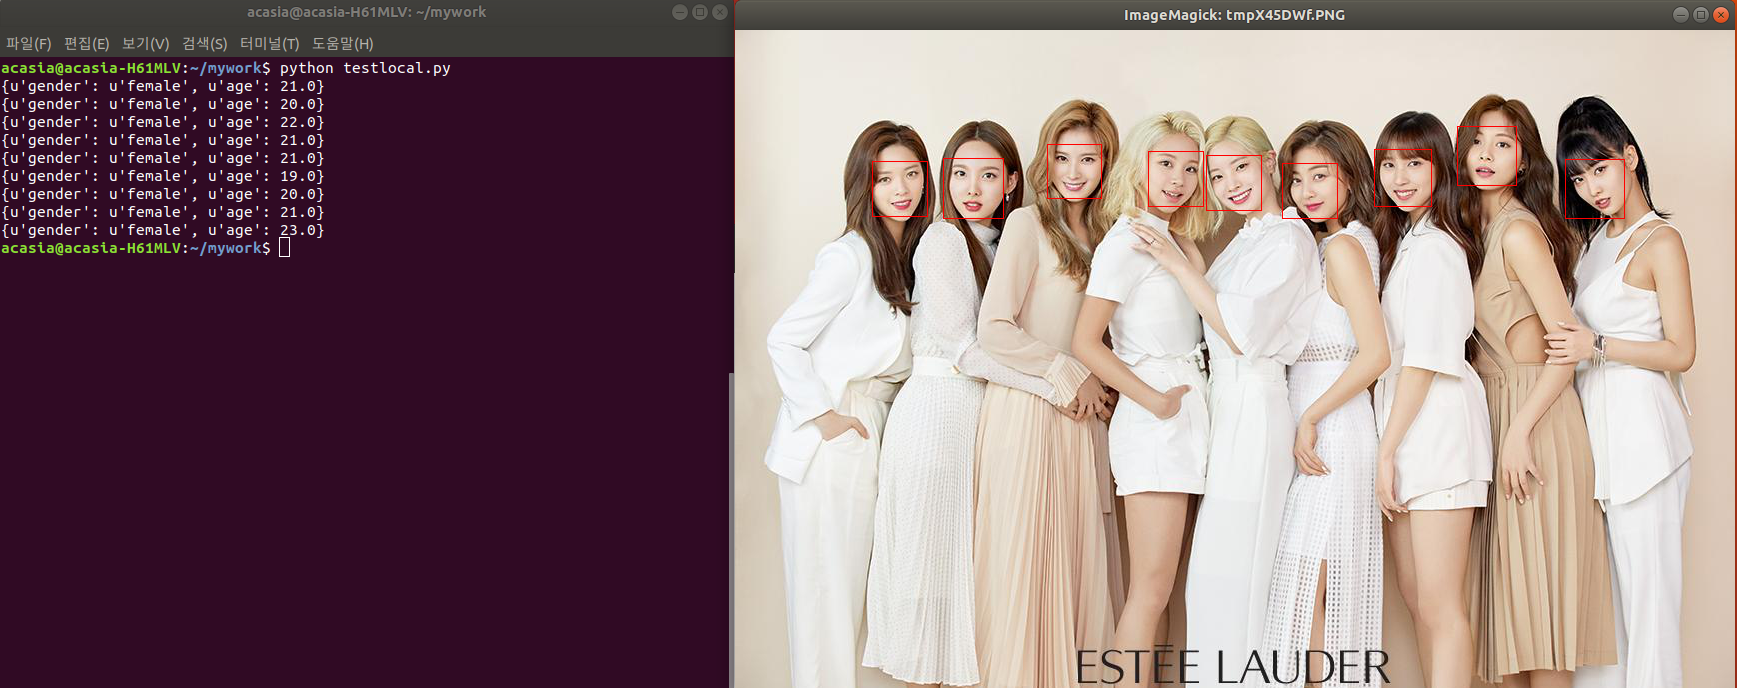 acasia@acasia-H61MLV: ~/mywork
파일(F) 편집(E) 보기(V) 검색(S) 터미널(T) 도움말(H)
acasia@acasia-H61MLV:~/mywork$ python testlocal.py
{u'gender': u'female', u'age': 21.0}
{u'gender': u'female', u'age': 20.0}
{u'gender': u'female', u'age': 22.0}
{u'gender': u'female', u'age': 21.0}
{u'gender': u'female', u'age': 21.0}
{u'gender': u'female', u'age': 19.0}
{u'gender': u'female', u'age': 20.0}
{u'gender': u'female', u'age': 21.0}
{u'gender': u'female', u'age': 23.0}
acasia@acasia-H61MLV:~/mywork$
ImageMagick: tmpX45DWf.PNG
ESTĒE LAUDER